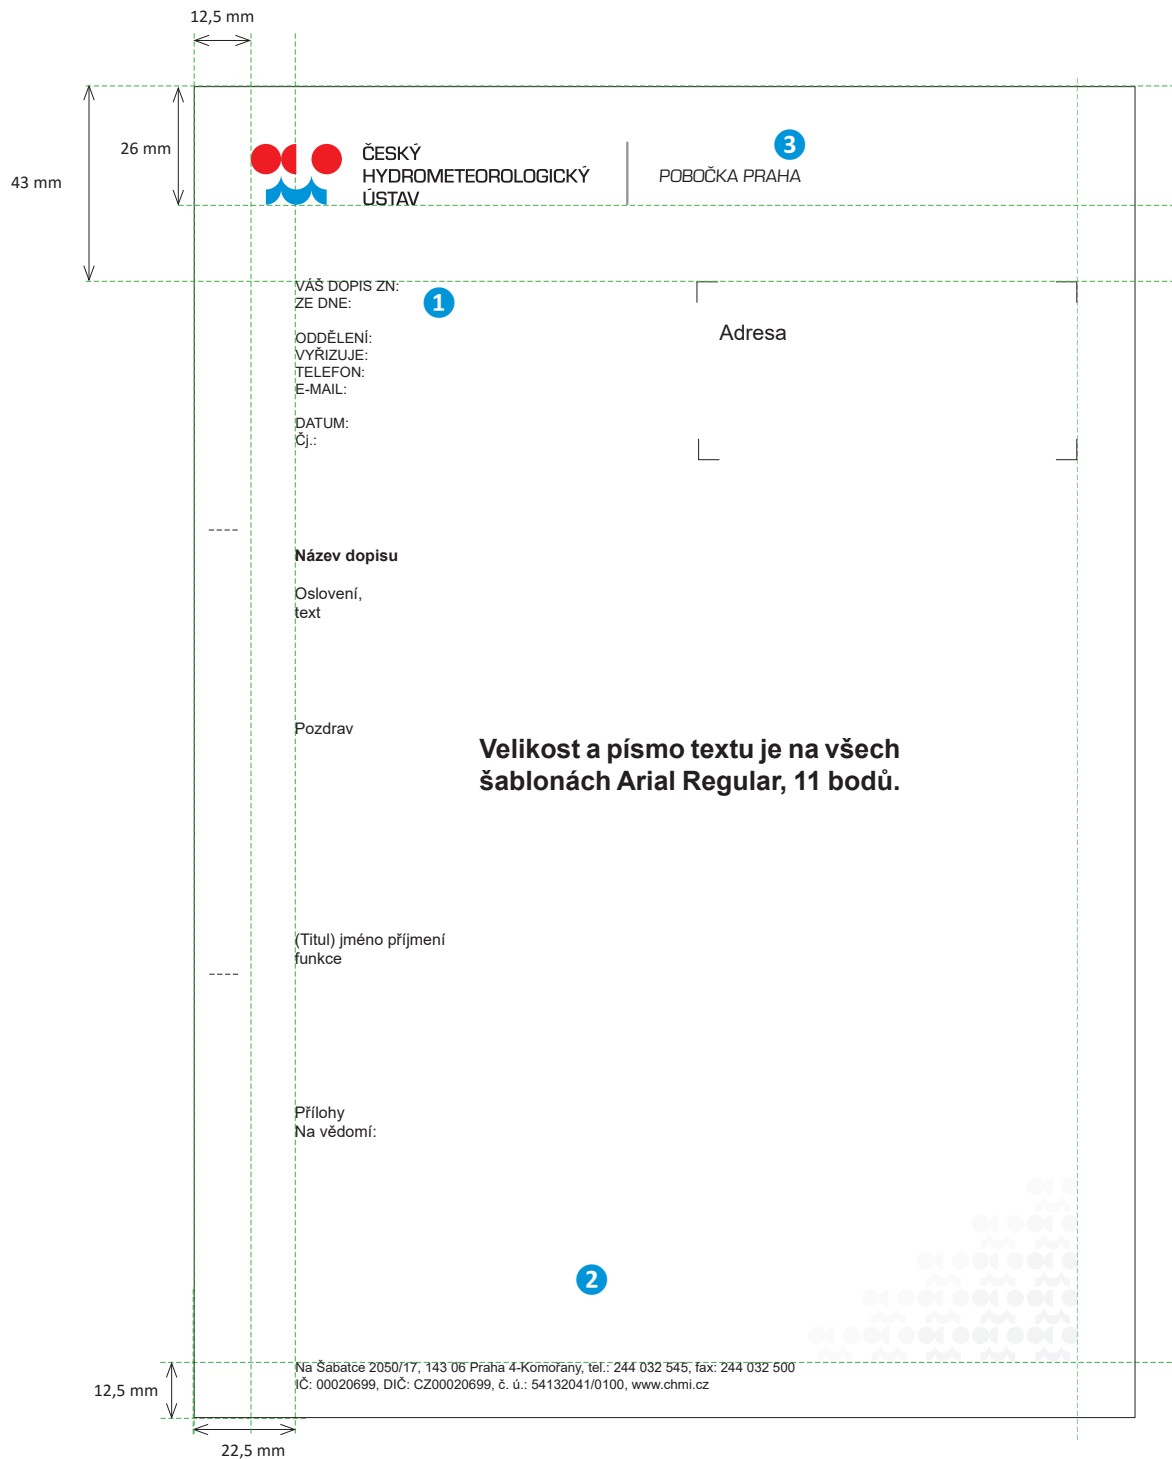 12,5 mm
26 mm
43 mm
ČESKÝ
HYDROMETEOROLOGICKÝ
ÚSTAV
POBOČKA PRAHA
3
VÁŠ DOPIS ZN:
ZE DNE:
1
ODDĚLENÍ:
VYŘIZUJE:
TELEFON:
E-MAIL:
DATUM:
Čj.:
Adresa
Název dopisu
Oslovení,
text
Pozdrav
Velikost a písmo textu je na všech
šablonách Arial Regular, 11 bodů.
(Titul) jméno příjmení
funkce
Přílohy
Na vědomí:
2
Na Šabatce 2050/17, 143 06 Praha 4-Komořany, tel.: 244 032 545, fax: 244 032 500
IČ: 00020699, DIČ: CZ00020699, č. ú.: 54132041/0100, www.chmi.cz
12,5 mm
22,5 mm